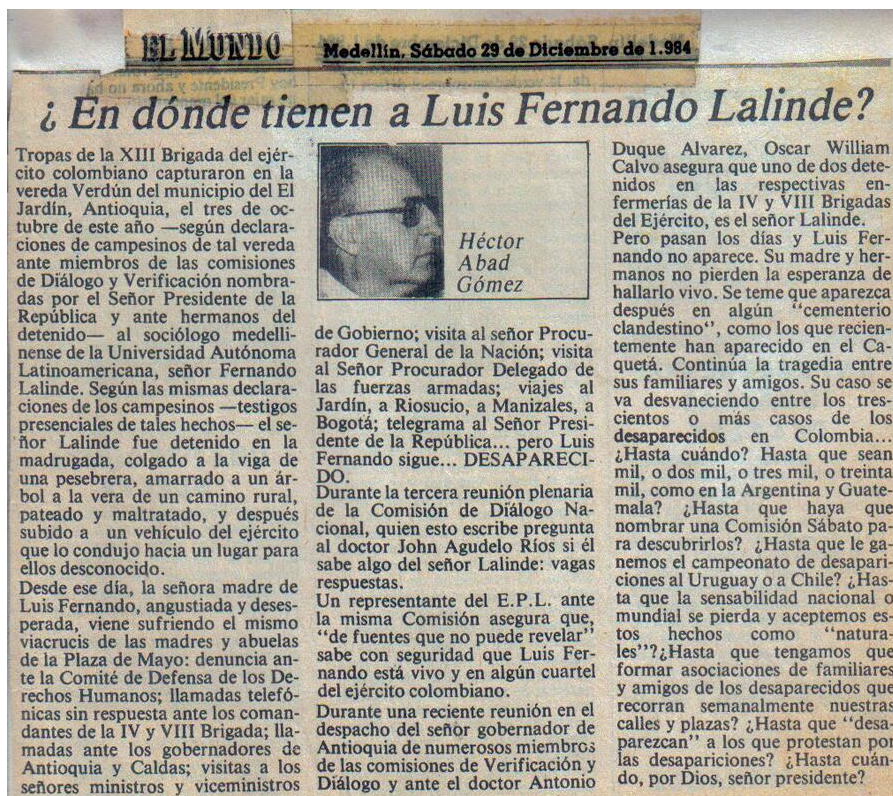 EL MUNDO
Medellín, Sábado 29 de Diciembre de 1.984
¿ En dónde tienen a Luis Fernando Lalinde?
Tropas de la XIII Brigada del ejér-
cito colombiano capturaron en la
vereda Verdún del municipio del El
Jardín, Antioquia, el tres de oc-
tubre de este año —según declara-
ciones de campesinos de tal vereda
ante miembros de las comisiones
de Diálogo y Verificación nombra-
das por el Señor Presidente de la
República y ante hermanos del
detenido— al sociólogo medelli-
nense de la Universidad Autónoma
Latinoamericana, señor Fernando
Lalinde. Según las mismas declara-
ciones de los campesinos —testigos
presenciales de tales hechos— el se-
ñor Lalinde fue detenido en la
madrugada, colgado a la viga de
una pesebrera, amarrado a un ár-
bol a la vera de un camino rural,
pateado y maltratado, y después
subido a un vehículo del ejército
que lo condujo hacia un lugar para
ellos desconocido.
Desde ese día, la señora madre de
Luis Fernando, angustiada y deses-
perada, viene sufriendo el mismo
viacrucis de las madres y abuelas
de la Plaza de Mayo: denuncia an-
te la Comité de Defensa de los De-
rechos Humanos; llamadas telefó-
nicas sin respuesta ante los coman-
dantes de la IV y VIII Brigada; lla-
madas ante los gobernadores de
Antioquia y Caldas; visitas a los
señores ministros y viceministros
Héctor
Abad
Gómez
de Gobierno; visita al señor Procu-
rador General de la Nación; visita
al Señor Procurador Delegado de
las fuerzas armadas; viajes al
Jardín, a Riosucio, a Manizales, a
Bogotá; telegrama al Señor Presi-
dente de la República... pero Luis
Fernando sigue... DESAPARECI-
DO.
Durante la tercera reunión plenaria
de la Comisión de Diálogo Na-
cional, quien esto escribe pregunta
al doctor John Agudelo Ríos si él
sabe algo del señor Lalinde: vagas
respuestas.
Un representante del E.P.L. ante
la misma Comisión asegura que,
"de fuentes que no puede revelar"
sabe con seguridad que Luis Fer-
nando está vivo y en algún cuartel
del ejército colombiano.
Durante una reciente reunión en el
despacho del señor gobernador de
Antioquia de numerosos miembros
de las comisiones de Verificación y
Diálogo y ante el doctor Antonio
Duque Alvarez, Oscar William
Calvo asegura que uno de dos dete-
nidos en las respectivas en-
fermerías de la IV y VIII Brigadas
del Ejército, es el señor Lalinde.
Pero pasan los días y Luis Fer-
nando no aparece. Su madre y her-
manos no pierden la esperanza de
hallarlo vivo. Se teme que aparezca
después en algún "cementerio
clandestino", como los que recien-
temente han aparecido en el Ca-
quetá. Continúa la tragedia entre
sus familiares y amigos. Su caso se
va desvaneciendo entre los tres-
cientos o más casos de los
desaparecidos en Colombia...
¿Hasta cuándo? Hasta que sean
mil, o dos mil, o tres mil, o treinta
mil, como en la Argentina y Guate-
mala? ¿Hasta que haya que
nombrar una Comisión Sábato pa-
ra descubrirlos? ¿Hasta que le ga-
nemos el campeonato de desapari-
ciones al Uruguay o a Chile? ¿Has-
ta que la sensabilidad nacional o
mundial se pierda y aceptemos es-
tos hechos como "natura-
les"?¿Hasta que tengamos que
formar asociaciones de familiares
y amigos de los desaparecidos que
recorran semanalmente nuestras
calles y plazas? ¿Hasta que "desa-
parezcan" a los que protestan por
las desapariciones? ¿Hasta cuán-
do, por Dios, señor presidente?